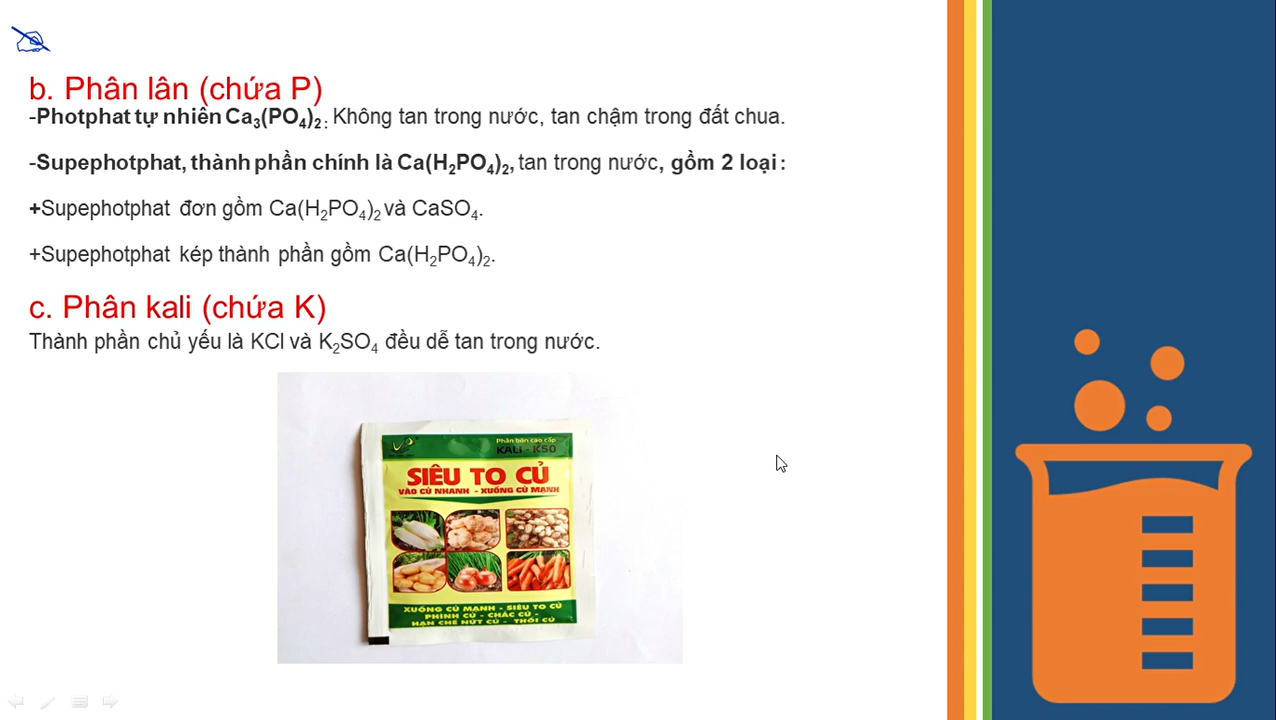 b. Phân lân (chứa P)
-Photphat tự nhiên Ca₃(PO₄)₂ : Không tan trong nước, tan chậm trong đất chua.
-Supephotphat, thành phần chính là Ca(H₂PO₄)₂, tan trong nước, gồm 2 loại :
+Supephotphat đơn gồm Ca(H₂PO₄)₂ và CaSO₄.
+Supephotphat kép thành phần gồm Ca(H₂PO₄)₂.
c. Phân kali (chứa K)
Thành phần chủ yếu là KCl và K₂SO₄ đều dễ tan trong nước.
Phân bón cao cấp
KALI - K50
SIÊU TO CỦ
VÀO CỦ NHANH - XUỐNG CỦ MẠNH
XUỐNG CỦ MẠNH - SIÊU TO CỦ
PHÌNH CỦ - CHẮC CỦ -
HẠN CHẾ NỨT CỦ - THỐI CỦ